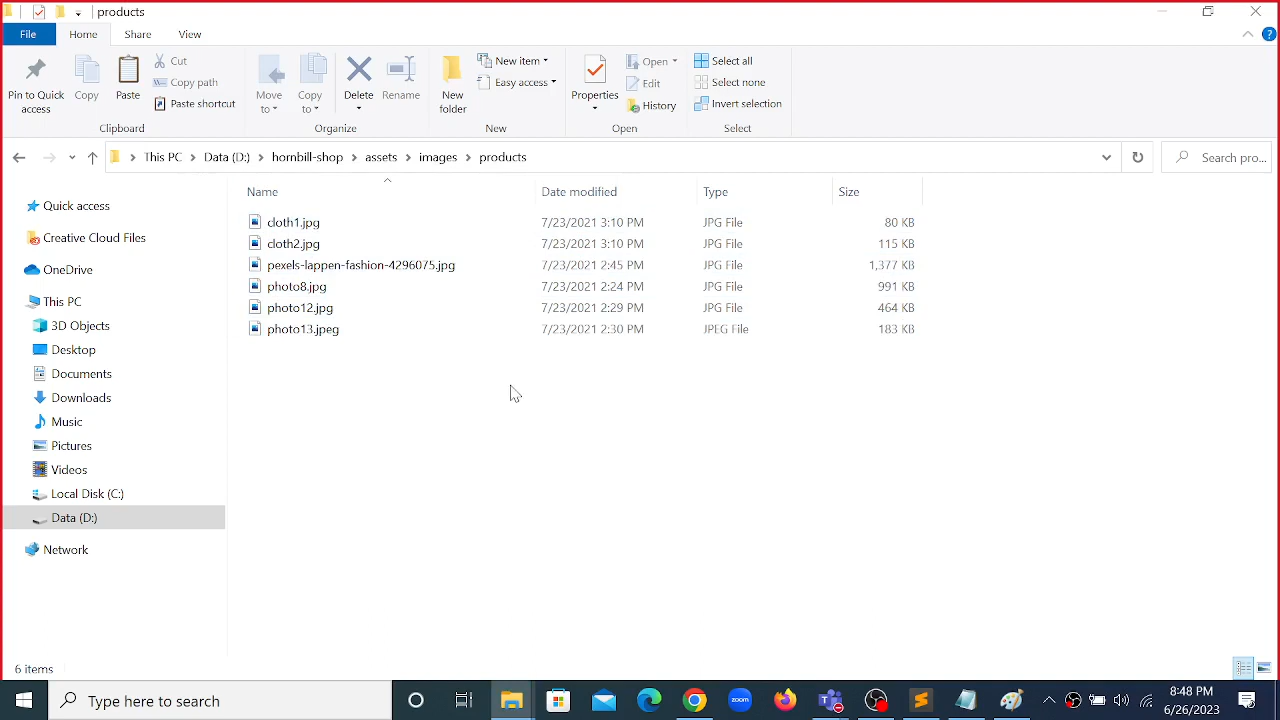 products
File Home Share View
Pin to Quick access
Copy
Paste
Cut
Copy path
Paste shortcut
Clipboard
Move to
Copy to
Delete
Rename
Organize
New folder
New item
Easy access
New
Properties
Open
Edit
History
Open
Select all
Select none
Invert selection
Select
This PC > Data (D:) > hornbill-shop > assets > images > products
Search pro...
Name Date modified Type Size
cloth1.jpg 7/23/2021 3:10 PM JPG File 80 KB
cloth2.jpg 7/23/2021 3:10 PM JPG File 115 KB
pexels-lappen-fashion-4296075.jpg 7/23/2021 2:45 PM JPG File 1,377 KB
photo8.jpg 7/23/2021 2:24 PM JPG File 991 KB
photo12.jpg 7/23/2021 2:29 PM JPG File 464 KB
photo13.jpeg 7/23/2021 2:30 PM JPEG File 183 KB
Quick access
Creative Cloud Files
OneDrive
This PC
3D Objects
Desktop
Documents
Downloads
Music
Pictures
Videos
Local Disk (C:)
Data (D:)
Network
6 items
Type here to search
zoom
8:48 PM
6/26/2023